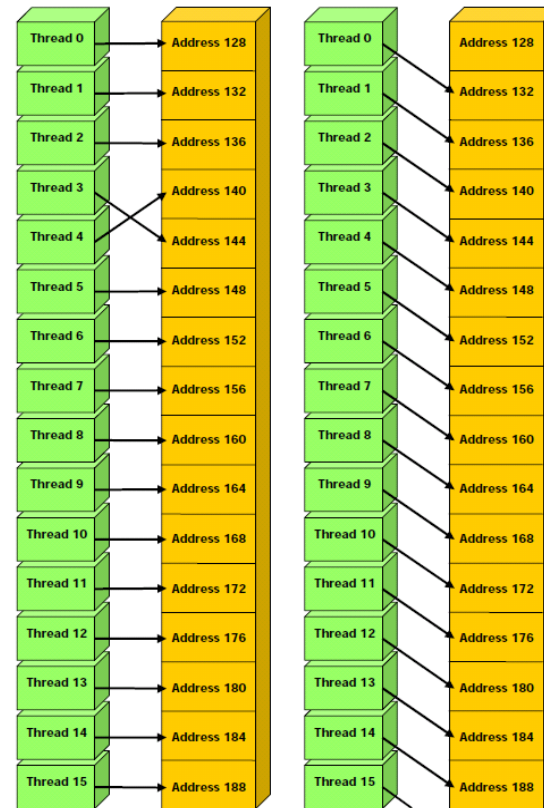 Thread 0
Thread 1
Thread 2
Thread 3
Thread 4
Thread 5
Thread 6
Thread 7
Thread 8
Thread 9
Thread 10
Thread 11
Thread 12
Thread 13
Thread 14
Thread 15
Address 128
Address 132
Address 136
Address 140
Address 144
Address 148
Address 152
Address 156
Address 160
Address 164
Address 168
Address 172
Address 176
Address 180
Address 184
Address 188
Thread 0
Thread 1
Thread 2
Thread 3
Thread 4
Thread 5
Thread 6
Thread 7
Thread 8
Thread 9
Thread 10
Thread 11
Thread 12
Thread 13
Thread 14
Thread 15
Address 128
Address 132
Address 136
Address 140
Address 144
Address 148
Address 152
Address 156
Address 160
Address 164
Address 168
Address 172
Address 176
Address 180
Address 184
Address 188